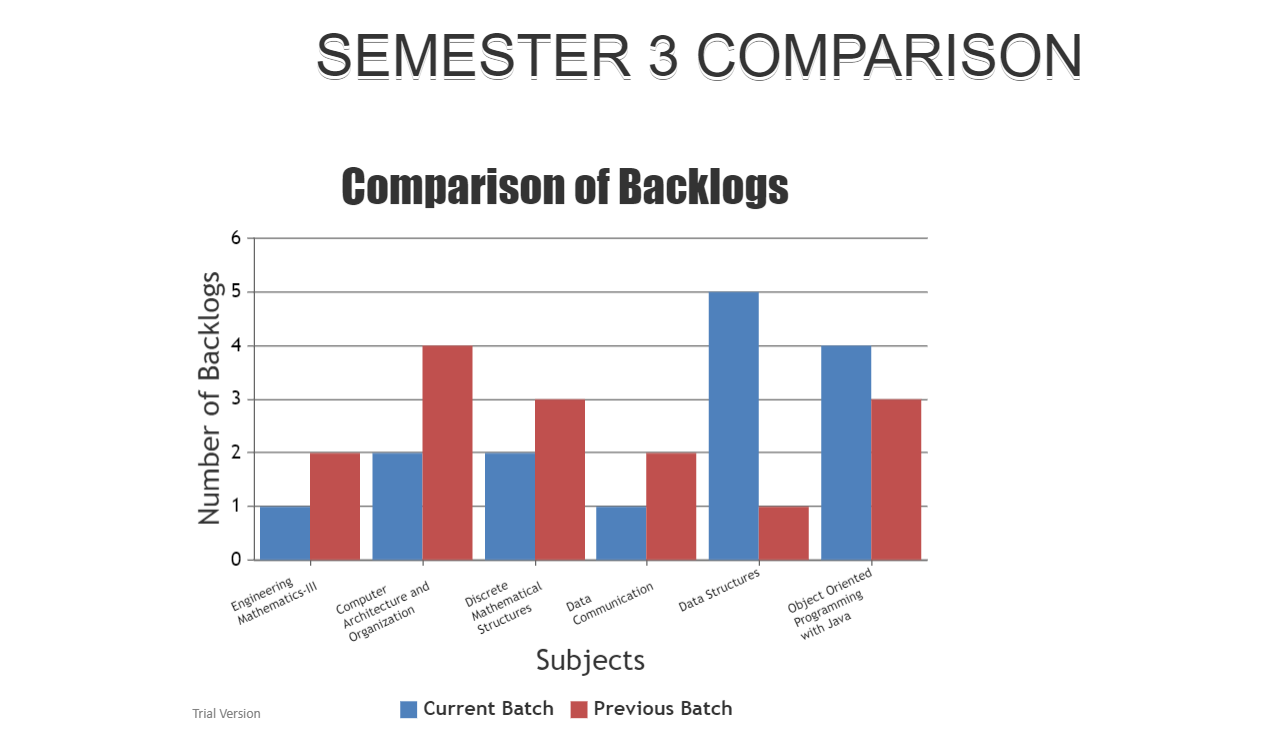 SEMESTER 3 COMPARISON
Comparison of Backlogs
Number of Backlogs
6
5
4
3
2
1
0
Engineering
Mathematics-III
Computer
Architecture and
Organization
Discrete
Mathematical
Structures
Data
Communication
Data Structures
Object Oriented
Programming
with Java
Subjects
Current Batch Previous Batch
Trial Version